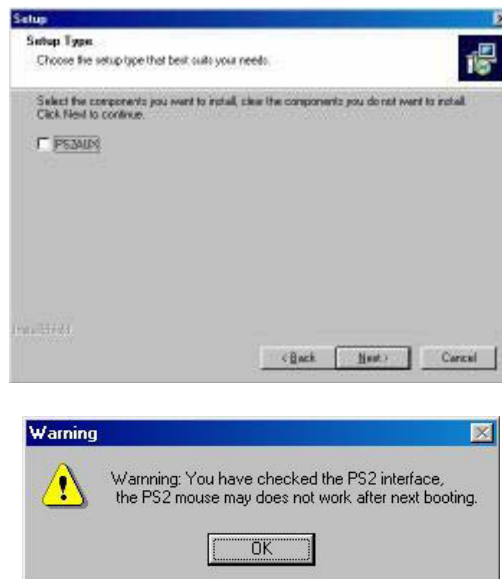 Setup
Setup Type
Choose the setup type that best suits your needs.
Select the components you want to install, clear the components you do not want to install.
Click Next to continue.
PS2AUX
InstallShield
< Back
Next >
Cancel
Warning
Warnning: You have checked the PS2 interface,
the PS2 mouse may does not work after next booting.
OK